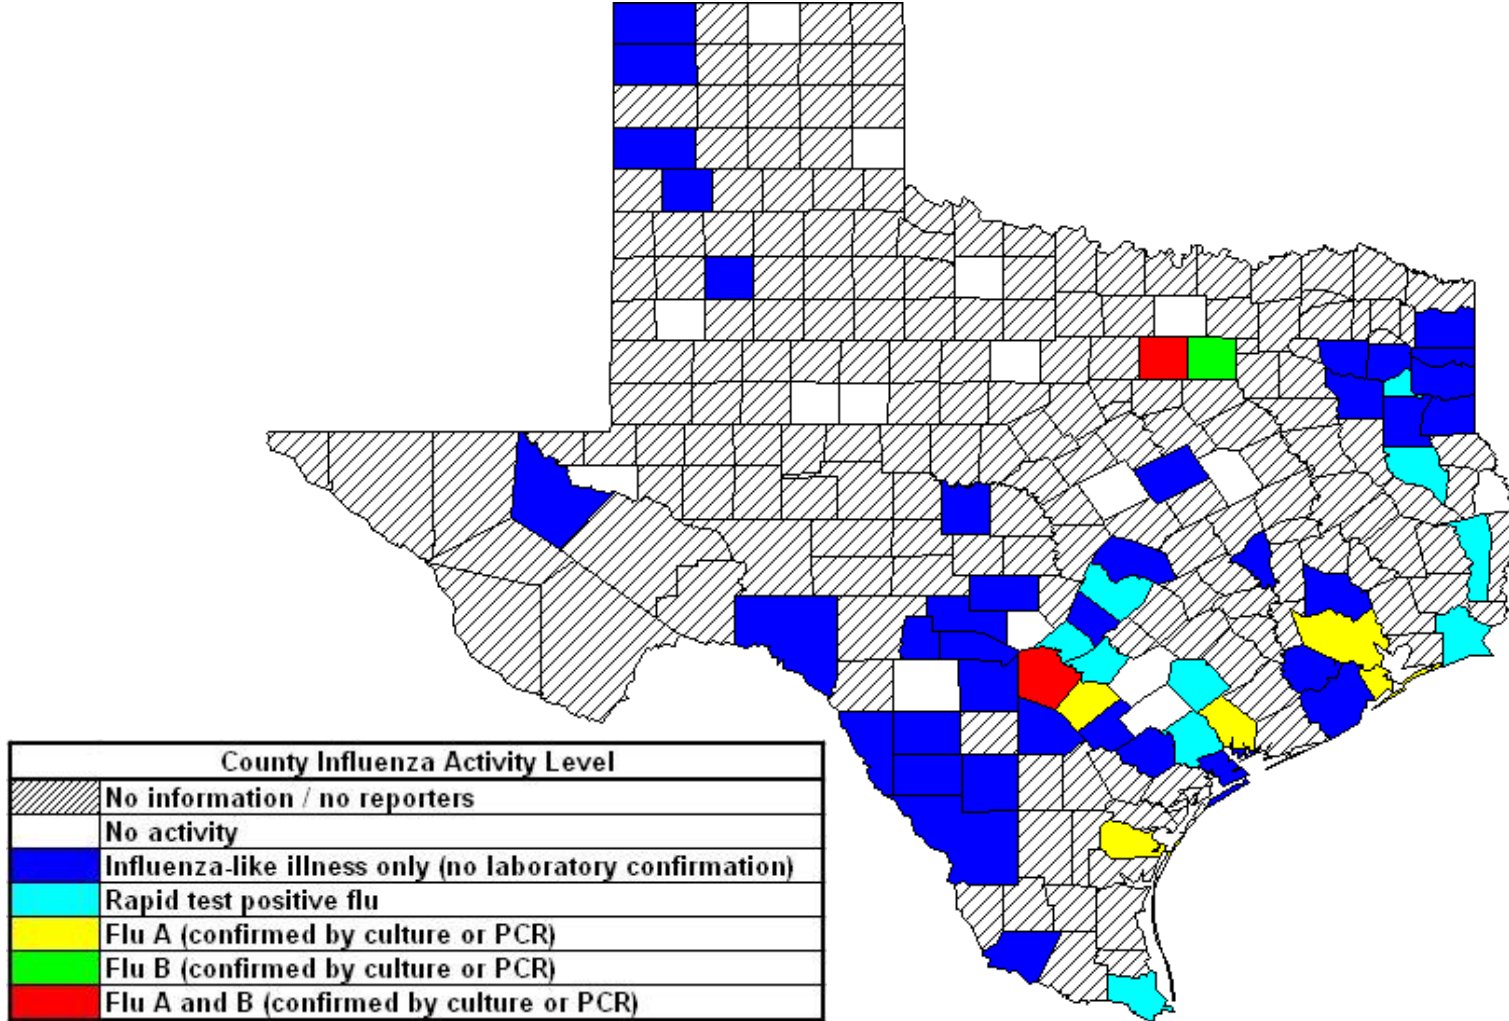 County Influenza Activity Level
No information / no reporters
No activity
Influenza-like illness only (no laboratory confirmation)
Rapid test positive flu
Flu A (confirmed by culture or PCR)
Flu B (confirmed by culture or PCR)
Flu A and B (confirmed by culture or PCR)